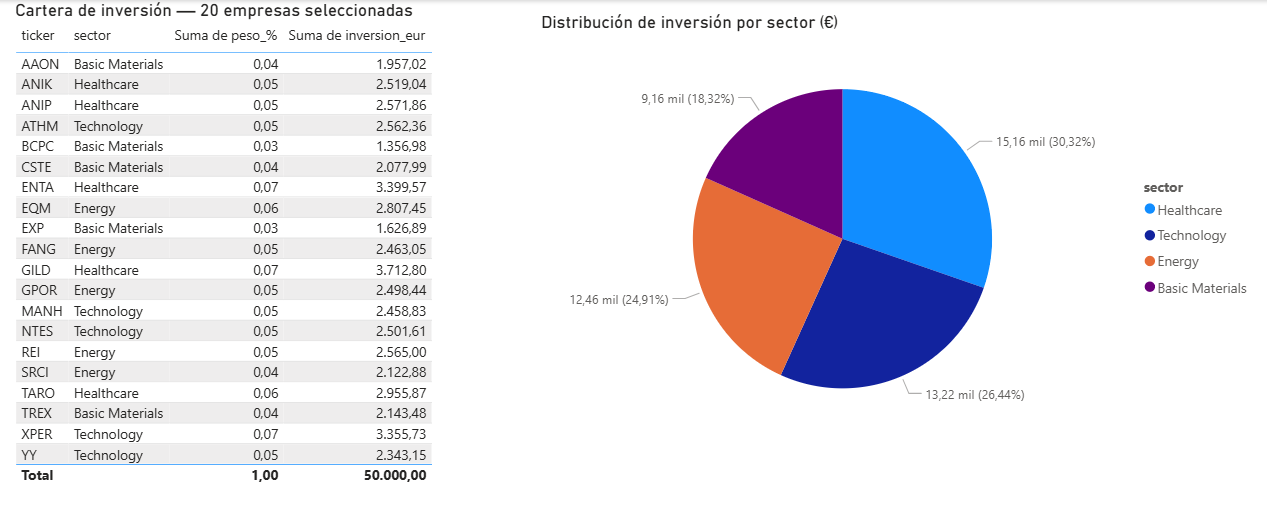 Cartera de inversión — 20 empresas seleccionadas
ticker sector Suma de peso_% Suma de inversion_eur
AAON Basic Materials 0,04 1.957,02
ANIK Healthcare 0,05 2.519,04
ANIP Healthcare 0,05 2.571,86
ATHM Technology 0,05 2.562,36
BCPC Basic Materials 0,03 1.356,98
CSTE Basic Materials 0,04 2.077,99
ENTA Healthcare 0,07 3.399,57
EQM Energy 0,06 2.807,45
EXP Basic Materials 0,03 1.626,89
FANG Energy 0,05 2.463,05
GILD Healthcare 0,07 3.712,80
GPOR Energy 0,05 2.498,44
MANH Technology 0,05 2.458,83
NTES Technology 0,05 2.501,61
REI Energy 0,05 2.565,00
SRCI Energy 0,04 2.122,88
TARO Healthcare 0,06 2.955,87
TREX Basic Materials 0,04 2.143,48
XPER Technology 0,07 3.355,73
YY Technology 0,05 2.343,15
Total 1,00 50.000,00
Distribución de inversión por sector (€)
9,16 mil (18,32%)
15,16 mil (30,32%)
12,46 mil (24,91%)
13,22 mil (26,44%)
sector
Healthcare
Technology
Energy
Basic Materials